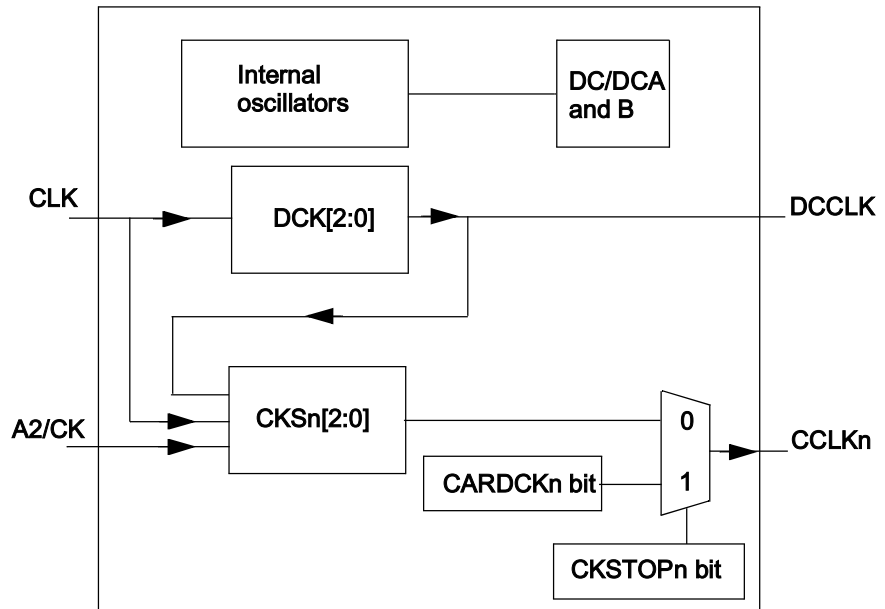 Internal
oscillators
DC/DCA
and B
CLK
DCK[2:0]
DCCLK
A2/CK
CKSn[2:0]
0
CCLKn
CARDCKn bit
1
CKSTOPn bit